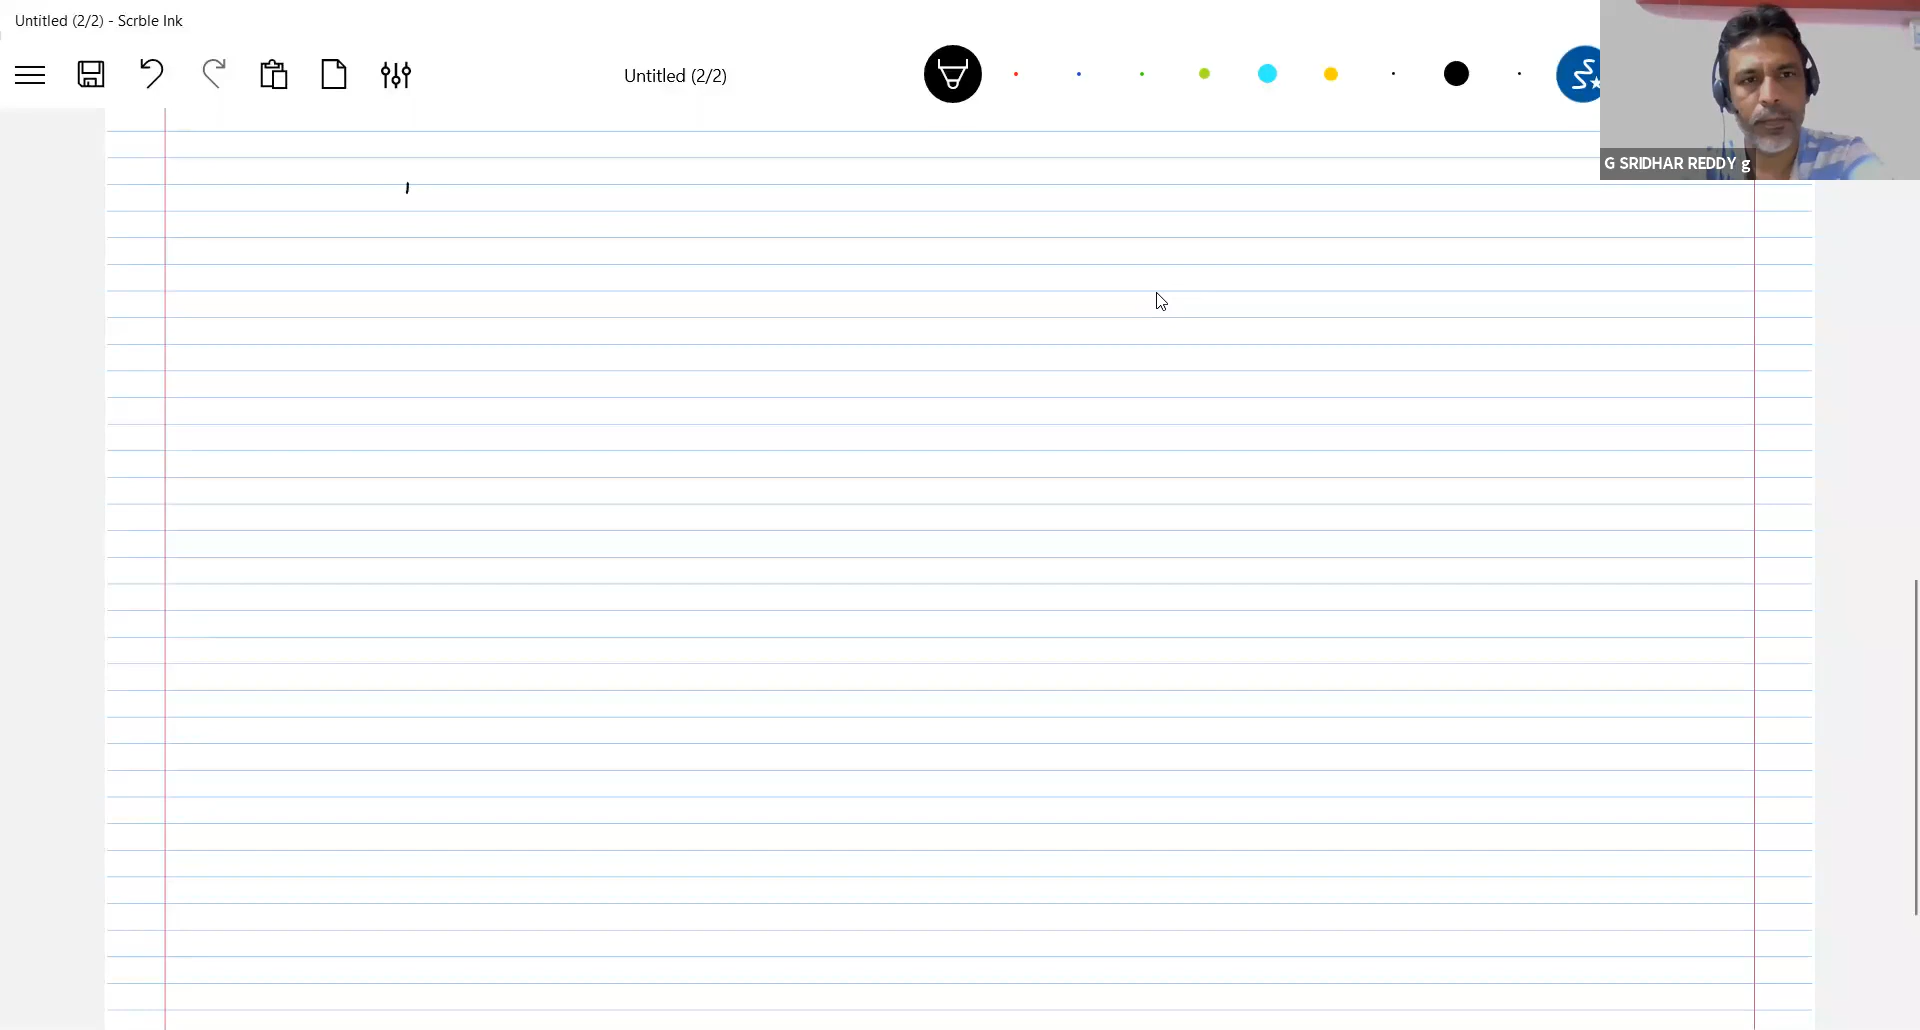 Untitled (2/2) - Scrble Ink
Untitled (2/2)
G SRIDHAR REDDY g